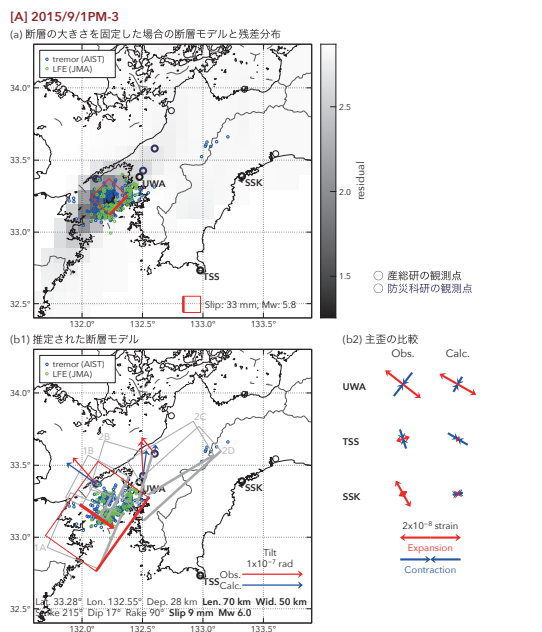 [A] 2015/9/1PM-3
(a) 断層の大きさを固定した場合の断層モデルと残差分布
tremor (AIST)
LFE (JMA)
34.0°
33.5°
33.0°
32.5°
UWA
SSK
TSS
Slip: 33 mm, Mw: 5.8
132.0° 132.5° 133.0° 133.5°
2.5
2.0
1.5
residual
産総研の観測点
防災科研の観測点
(b1) 推定された断層モデル
tremor (AIST)
LFE (JMA)
34.0°
33.5°
33.0°
32.5°
2C
2B
1B
2D
1A
UWA
SSK
TSS
Tilt
1x10⁻⁷ rad
Obs.
Calc.
Lat. 33.28° Lon. 132.55° Dep. 28 km Len. 70 km Wid. 50 km
215° Dip 17° Rake 90° Slip 9 mm Mw 6.0
132.0° 132.5° 133.0° 133.5°
(b2) 主歪の比較
Obs. Calc.
UWA
TSS
SSK
2x10⁻⁸ strain
Expansion
Contraction